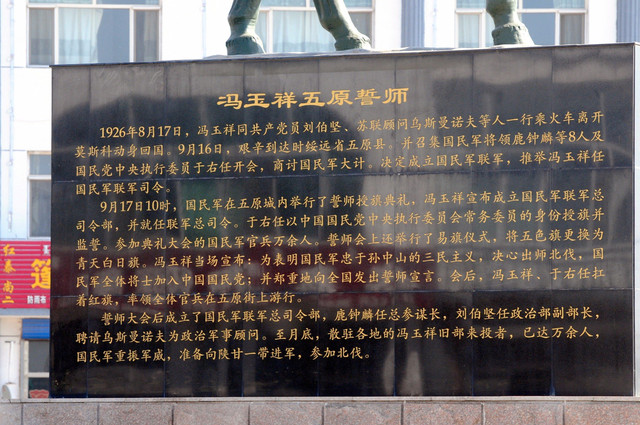 冯玉祥五原誓师
1926年8月17日，冯玉祥同共产党员刘伯坚、苏联顾问乌斯曼诺夫等人一行乘火车离开
莫斯科动身回国。9月16日，艰辛到达时绥远省五原县，并召集国民军将领鹿钟麟等8人及
国民党中央执行委员于右任开会，商讨国民军大计。决定成立国民军联军，推举冯玉祥任
国民军联军司令。
9月17日10时，国民军在五原城内举行了誓师授旗典礼，冯玉祥宣布成立国民军联军总
司令部，并就任联军总司令。于右任以中国国民党中央执行委员会常务委员的身份授旗并
监誓。参加典礼大会的国民军官兵万余人。誓师会上还举行了易旗仪式，将五色旗更换为
青天白日旗。冯玉祥当场宣布：为表明国民军忠于孙中山的三民主义，决心出师北伐，国
民军全体将士加入中国国民党；并郑重地向全国发出誓师宣言　会后，冯玉祥、于右任扛
着红旗，率领全体官兵在五原街上游行。
誓师大会后成立了国民军联军总司令部，鹿钟麟任总参谋长，刘伯坚任政治部副部长，
聘请乌斯曼诺夫为政治军事顾问。至月底，散驻各地的冯玉祥旧部来投者，已达万余人，
国民军重振军威，准备向陕甘一带进军，参加北伐。
红泰
尚二
篷